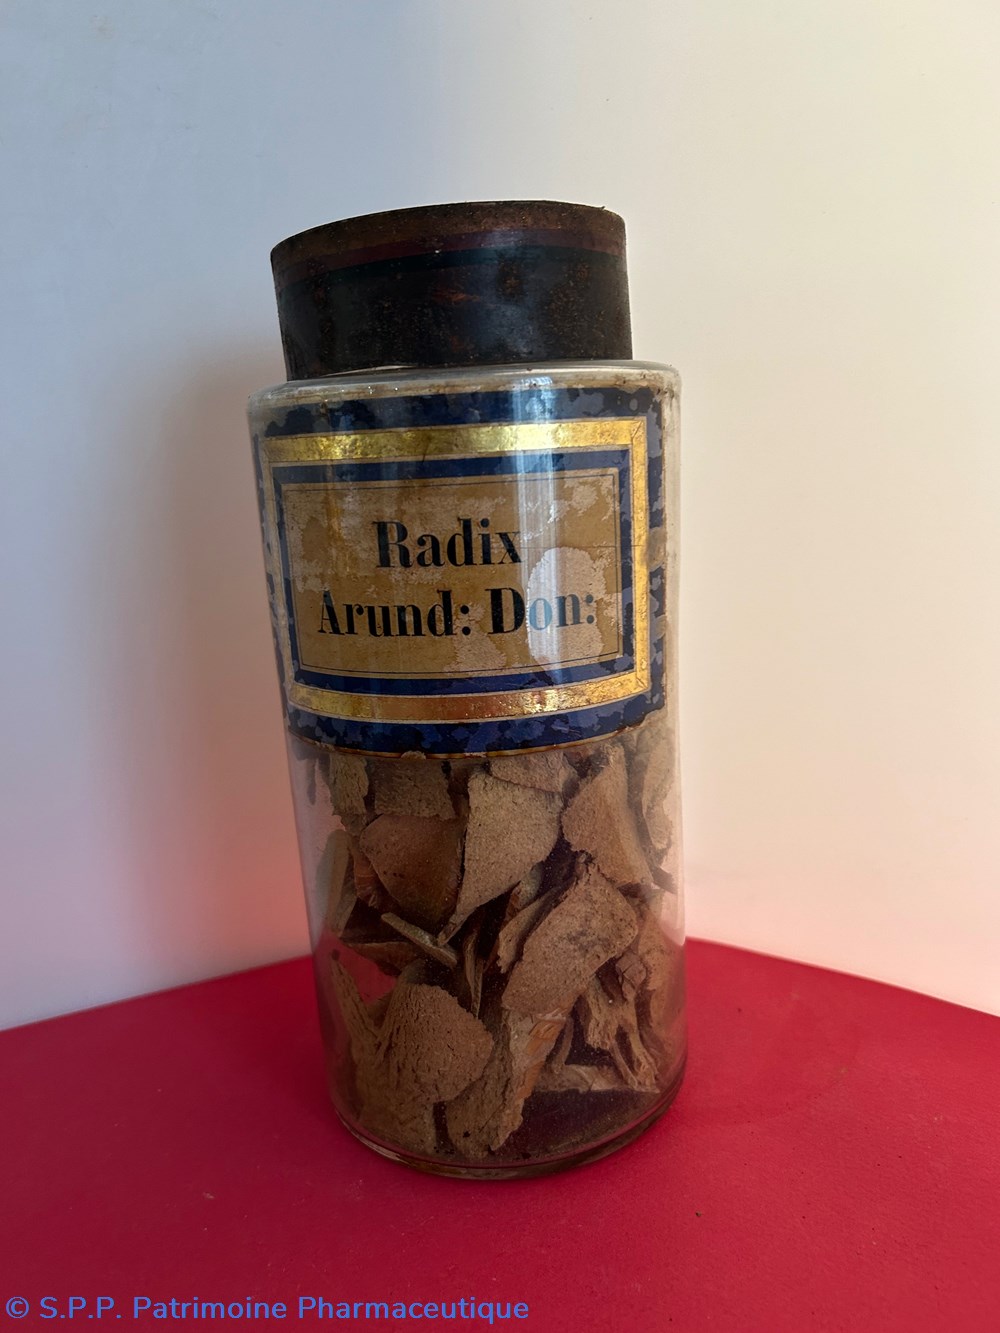 Radix
Arund: Don:
© S.P.P. Patrimoine Pharmaceutique